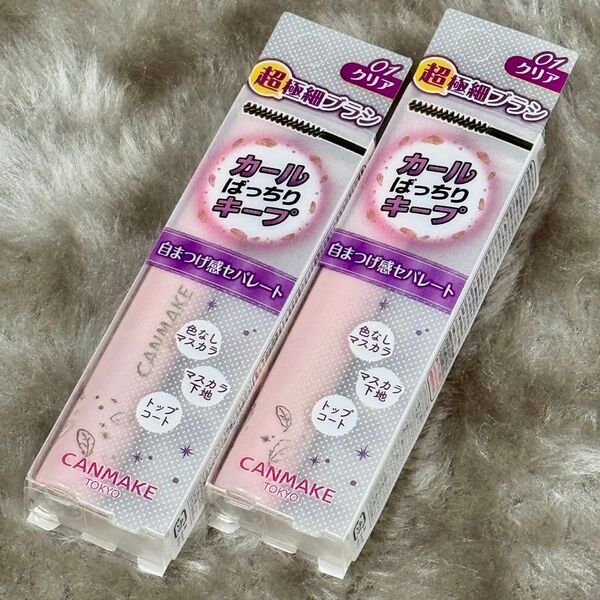 01
クリア
超極細ブラシ
カール
ばっちり
キープ
自まつげ感セパレート
CANMAKE
色なし
マスカラ
マスカラ
下地
トップ
コート
CANMAKE
TOKYO
01
クリア
超極細ブラシ
カール
ばっちり
キープ
自まつげ感セパレート
色なし
マスカラ
マスカラ
下地
トップ
コート
CANMAKE
TOKYO